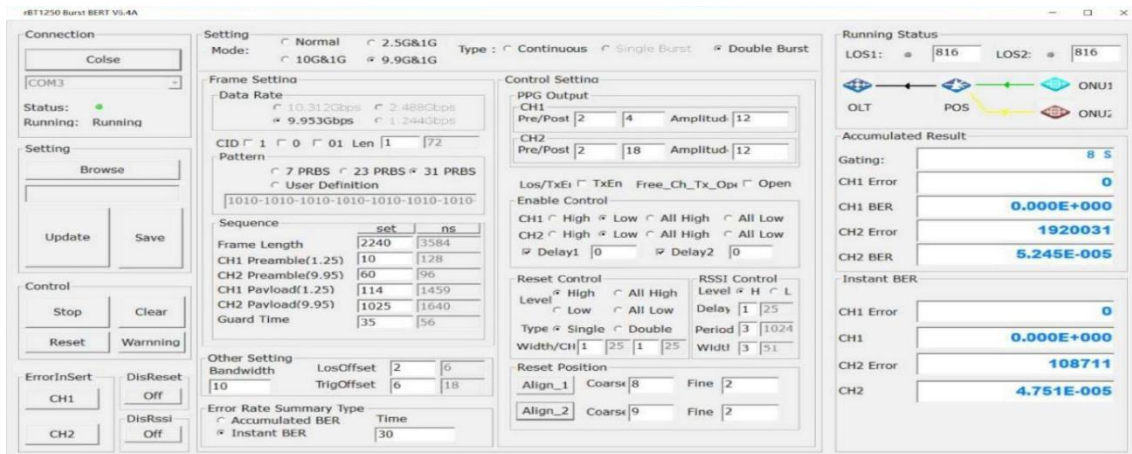 rBT1250 Burst BERT V5.4A
Connection
Colse
COM3
Status:
Running: Running
Setting
Browse
Update Save
Control
Stop Clear
Reset Warnning
ErrorInSert DisReset
CH1 Off
DisRssi
CH2 Off
Setting
Mode: Normal 2.5G&1G Type : Continuous Single Burst Double Burst
10G&1G 9.9G&1G
Frame Setting
Data Rate
10.312Gbps 2.488Gbps
9.953Gbps 1.244Gbps
CID 1 0 01 Len 1 72
Pattern
7 PRBS 23 PRBS 31 PRBS
User Definition
1010-1010-1010-1010-1010-1010-1010-
Sequence set ns
Frame Length 2240 3584
CH1 Preamble(1.25) 10 128
CH2 Preamble(9.95) 60 96
CH1 Pavload(1.25) 114 1459
CH2 Pavload(9.95) 1025 1640
Guard Time 35 56
Other Setting
Bandwidth LosOffset 2 6
10 TrigOffset 6 18
Error Rate Summary Type
Accumulated BER Time
Instant BER 30
Control Setting
PPG Output
CH1
Pre/Post 2 4 Amplitud 12
CH2
Pre/Post 2 18 Amplitud 12
Los/TxEi TxEn Free_Ch_Tx_Ope Open
Enable Control
CH1 High Low All High All Low
CH2 High Low All High All Low
Delay1 0 Delay2 0
Reset Control
Level High All High
Low All Low
Type Single Double
Width/CH 1 25 1 25
RSSI Control
Level H L
Delay 1 25
Period 3 1024
Widtl 3 51
Reset Position
Align_1 Coarse 8 Fine 2
Align_2 Coarse 9 Fine 2
Running Status
LOS1: 816 LOS2: 816
ONU1
OLT POS ONU2
Accumulated Result
Gating: 8 S
CH1 Error 0
CH1 BER 0.000E+000
CH2 Error 1920031
CH2 BER 5.245E-005
Instant BER
CH1 Error 0
CH1 0.000E+000
CH2 Error 108711
CH2 4.751E-005